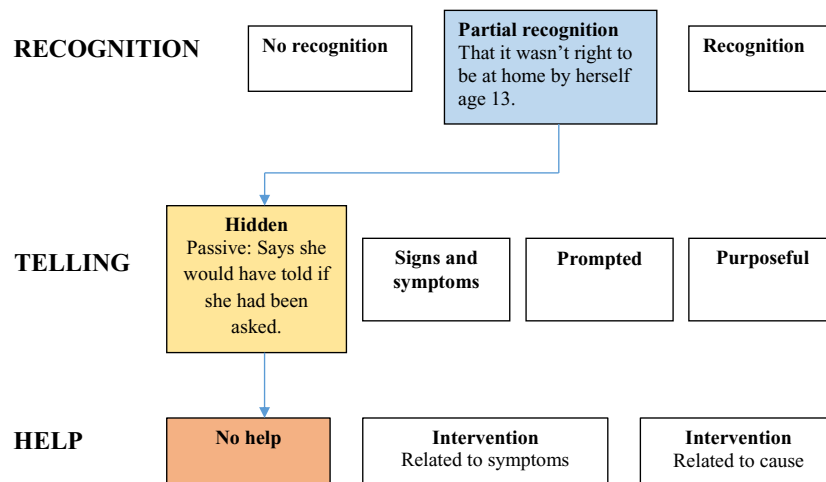 RECOGNITION
No recognition
Partial recognition
That it wasn't right to
be at home by herself
age 13.
Recognition
TELLING
Hidden
Passive: Says she
would have told if
she had been
asked.
Signs and
symptoms
Prompted
Purposeful
HELP
No help
Intervention
Related to symptoms
Intervention
Related to cause